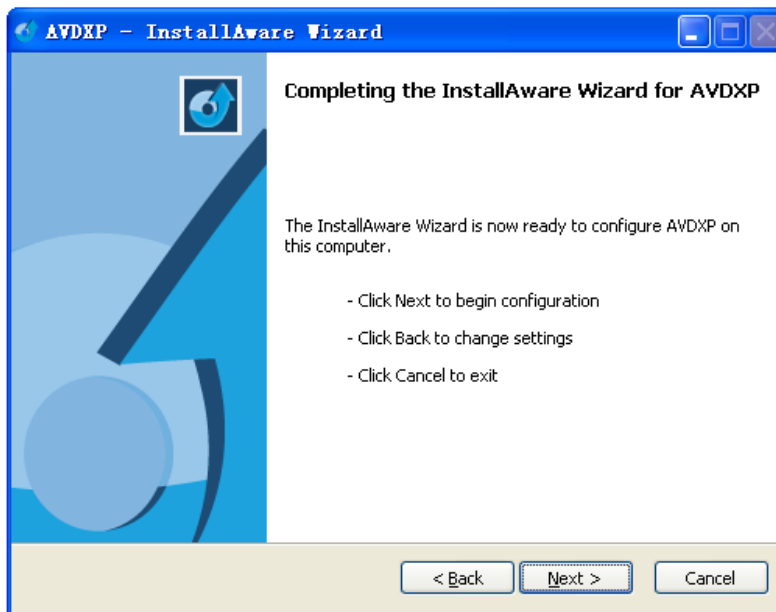 AVDXP - InstallAware Wizard
Completing the InstallAware Wizard for AVDXP
The InstallAware Wizard is now ready to configure AVDXP on
this computer.
- Click Next to begin configuration
- Click Back to change settings
- Click Cancel to exit
< Back
Next >
Cancel